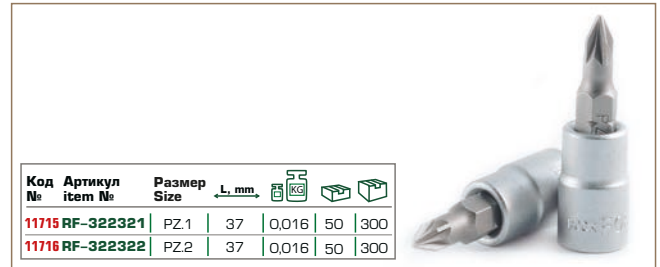 Код Артикул Размер L, mm KG
№ item № Size
11715 RF-322321 PZ.1 37 0,016 50 300
11716 RF-322322 PZ.2 37 0,016 50 300